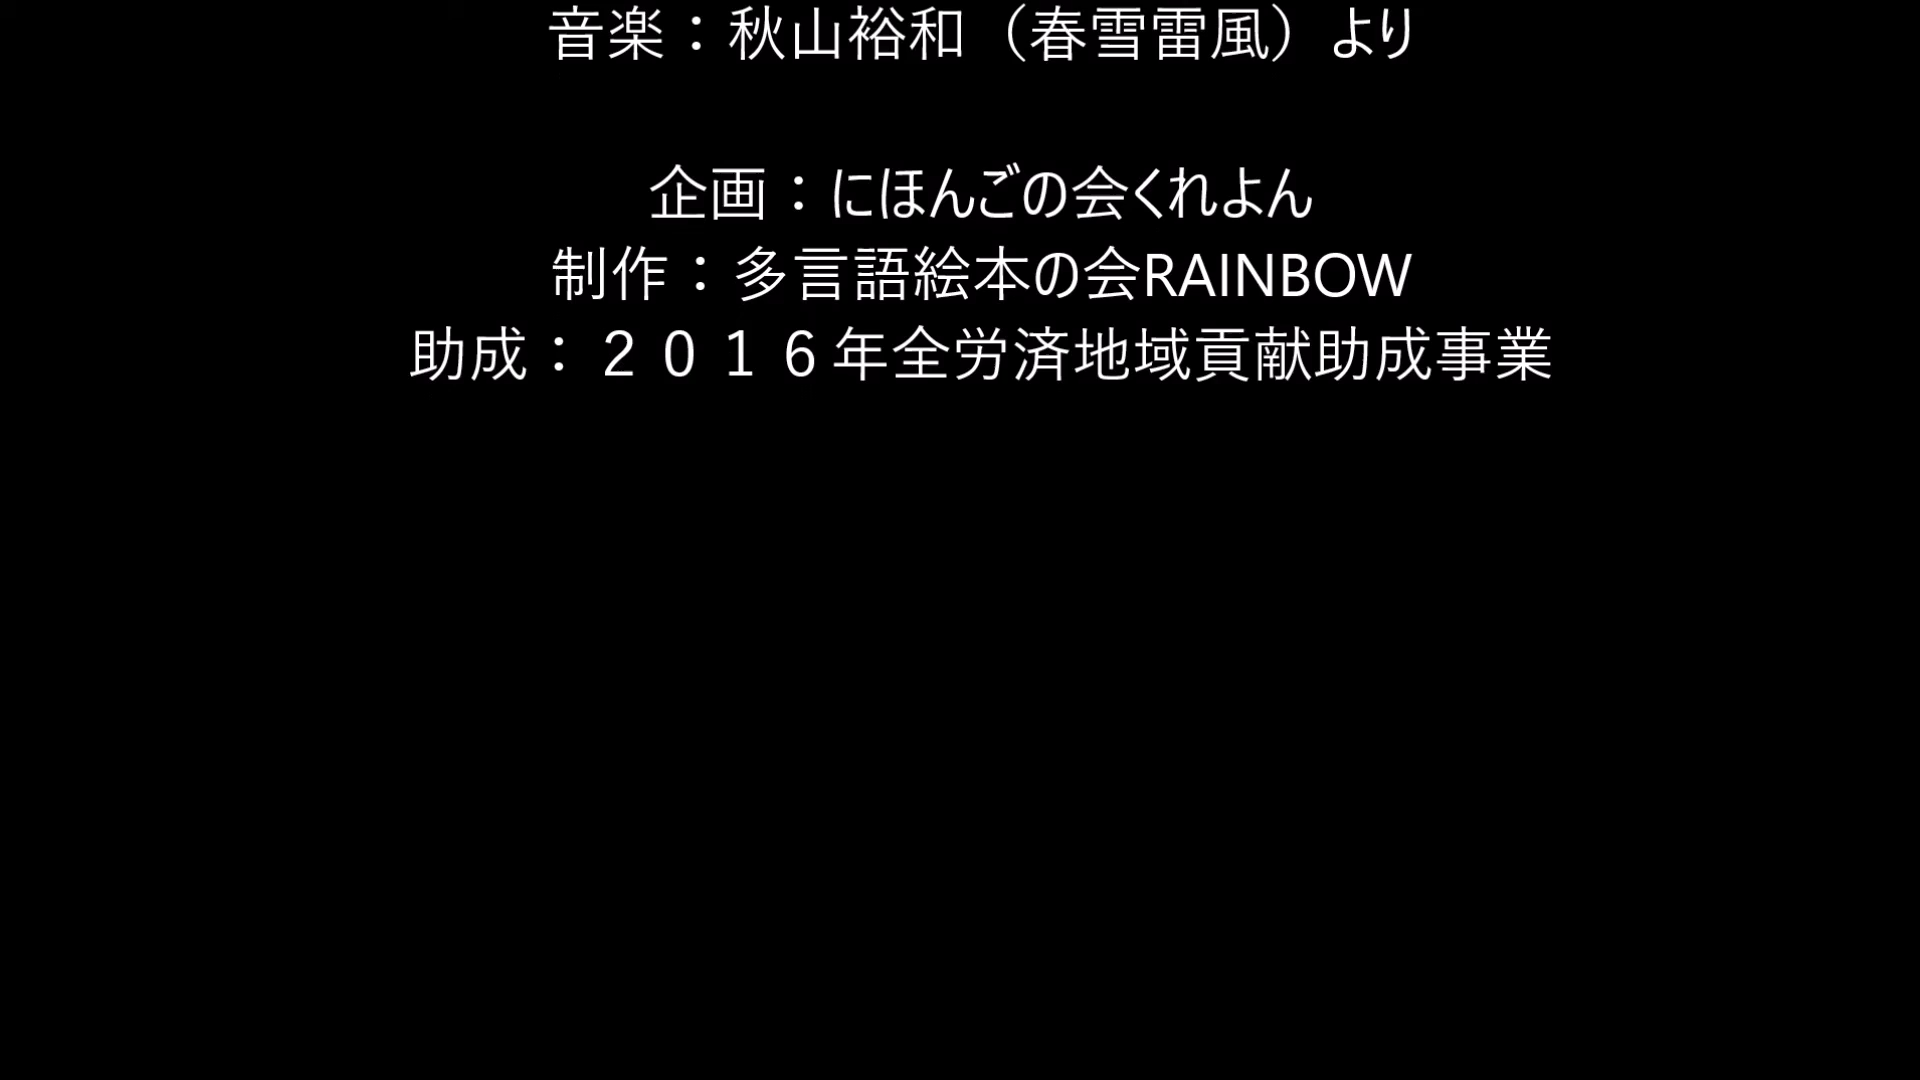 音楽：秋山裕和（春雪雷風）より
企画：にほんごの会くれよん
制作：多言語絵本の会RAINBOW
助成：２０１６年全労済地域貢献助成事業